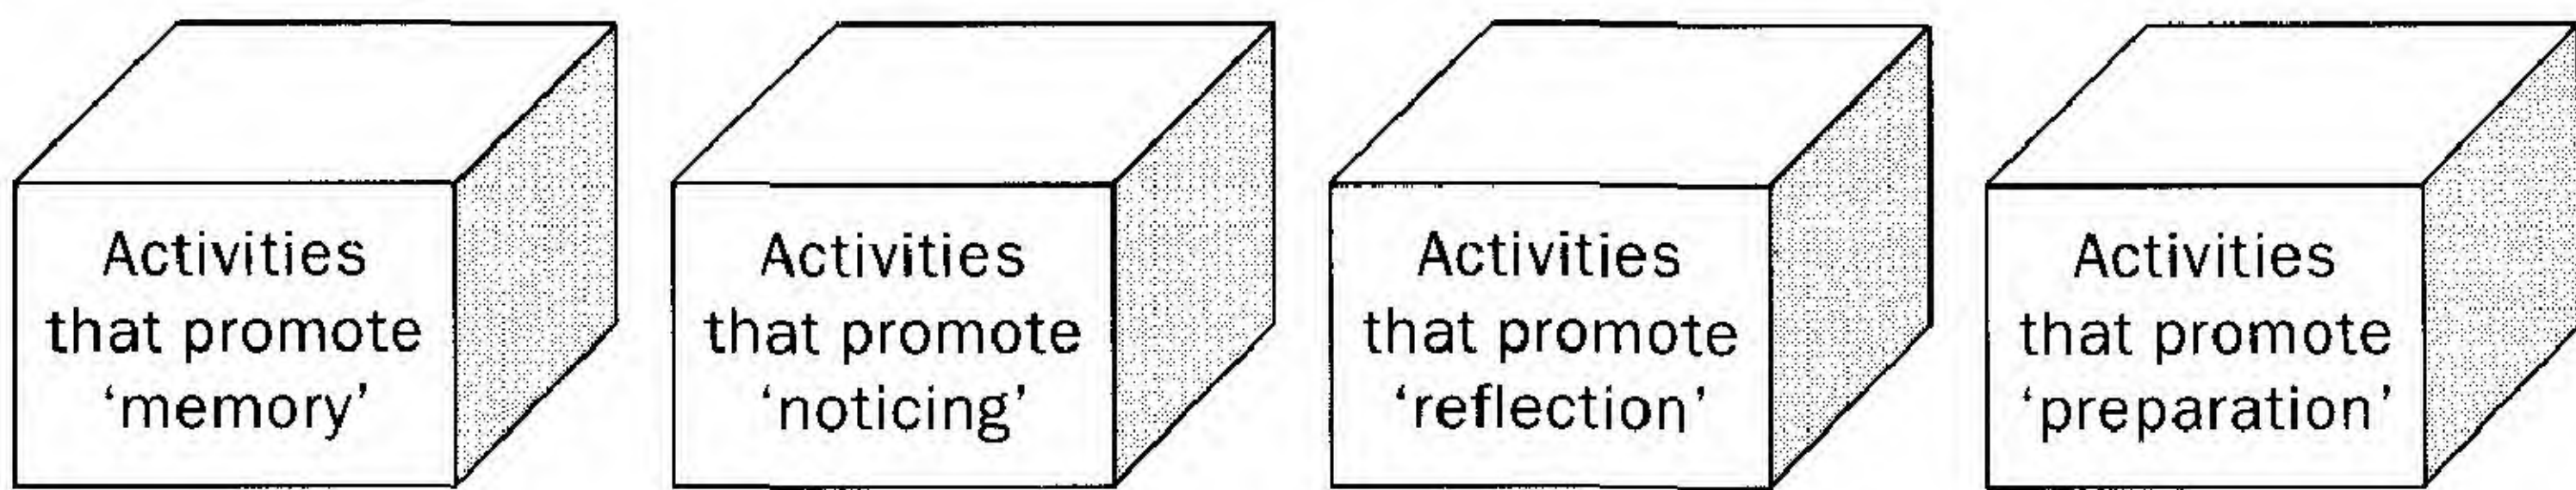 Activities
that promote
‘memory’
Activities
that promote
‘noticing’
Activities
that promote
‘reflection’
Activities
that promote
‘preparation’